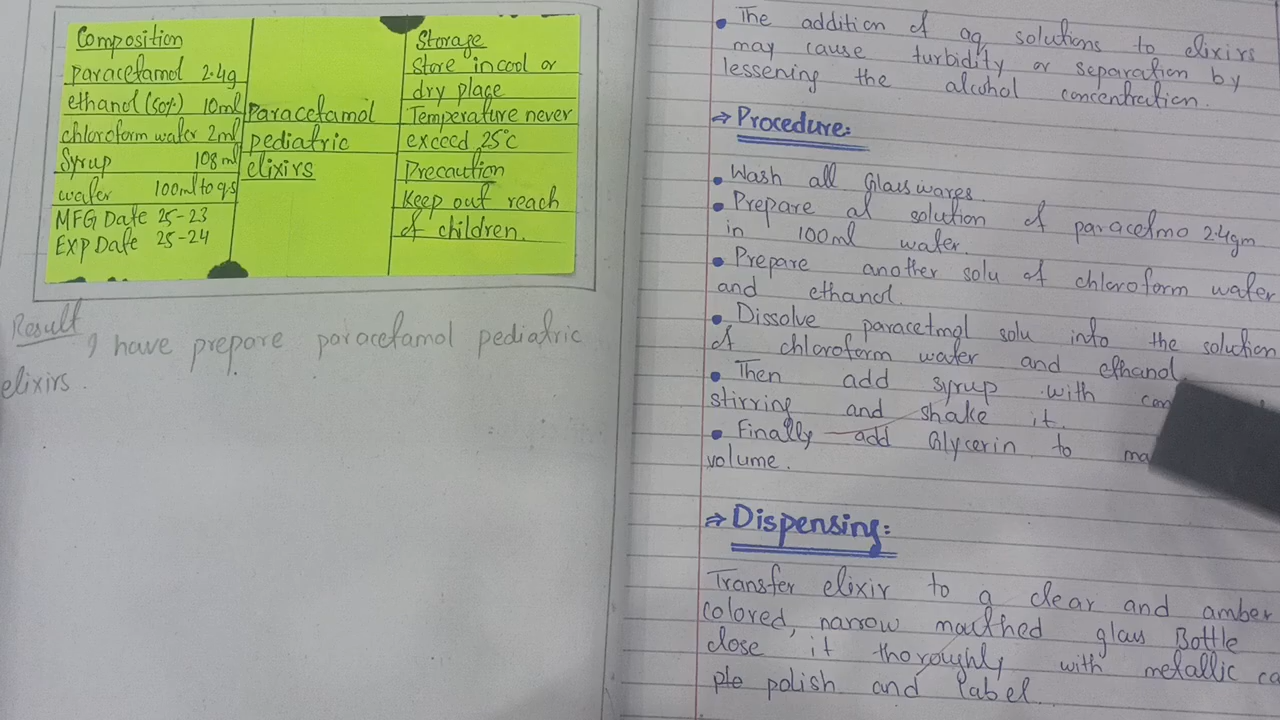 Composition
paracetamol 2.4g
ethanol (50%) 10ml
chloroform water 2ml
Syrup 108ml
water 100ml to qs
MFG Date 25-23
EXP Date 25-24
Paracetamol
pediatric
elixirs
Storage
Store in cool or
dry place
Temperature never
exceed 25°C
Precaution
Keep out reach
of children.
Result
I have prepare paracetamol pediatric
elixirs.
• The addition of aq solutions to elixirs
may cause turbidity or separation by
lessening the alcohol concentration.
⇒ Procedure:
• Wash all Glasswares.
• Prepare al solution of paracetmo 2.4gm
in 100ml water.
• Prepare another solu of chloroform water
and ethanol.
• Dissolve paracetmol solu into the solution
of chloroform water and ethanol.
• Then add syrup with con
stirring and shake it.
• Finally add Glycerin to ma
volume.
⇒ Dispensing:
Transfer elixir to a clear and amber
colored, narrow mouthed glass Bottle
close it thoroughly with metallic ca
ple polish and label.